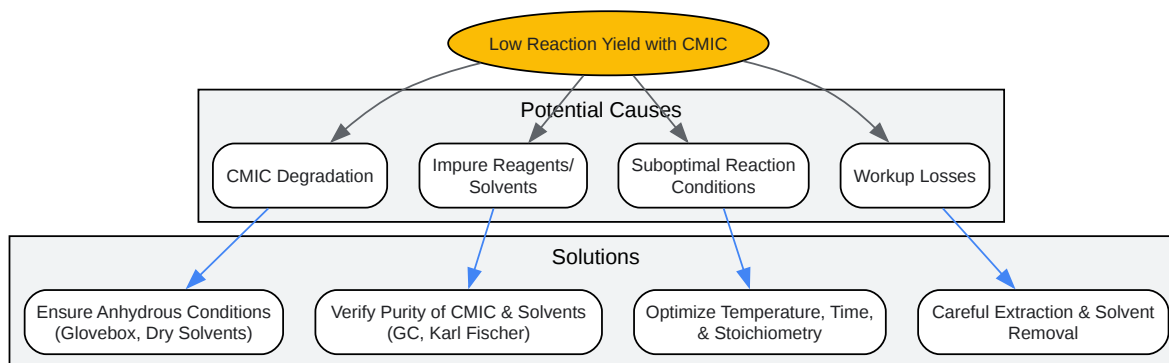 Low Reaction Yield with CMIC
Potential Causes
CMIC Degradation
Impure Reagents/
Solvents
Suboptimal Reaction
Conditions
Workup Losses
Solutions
Ensure Anhydrous Conditions
(Glovebox, Dry Solvents)
Verify Purity of CMIC & Solvents
(GC, Karl Fischer)
Optimize Temperature, Time,
& Stoichiometry
Careful Extraction & Solvent
Removal